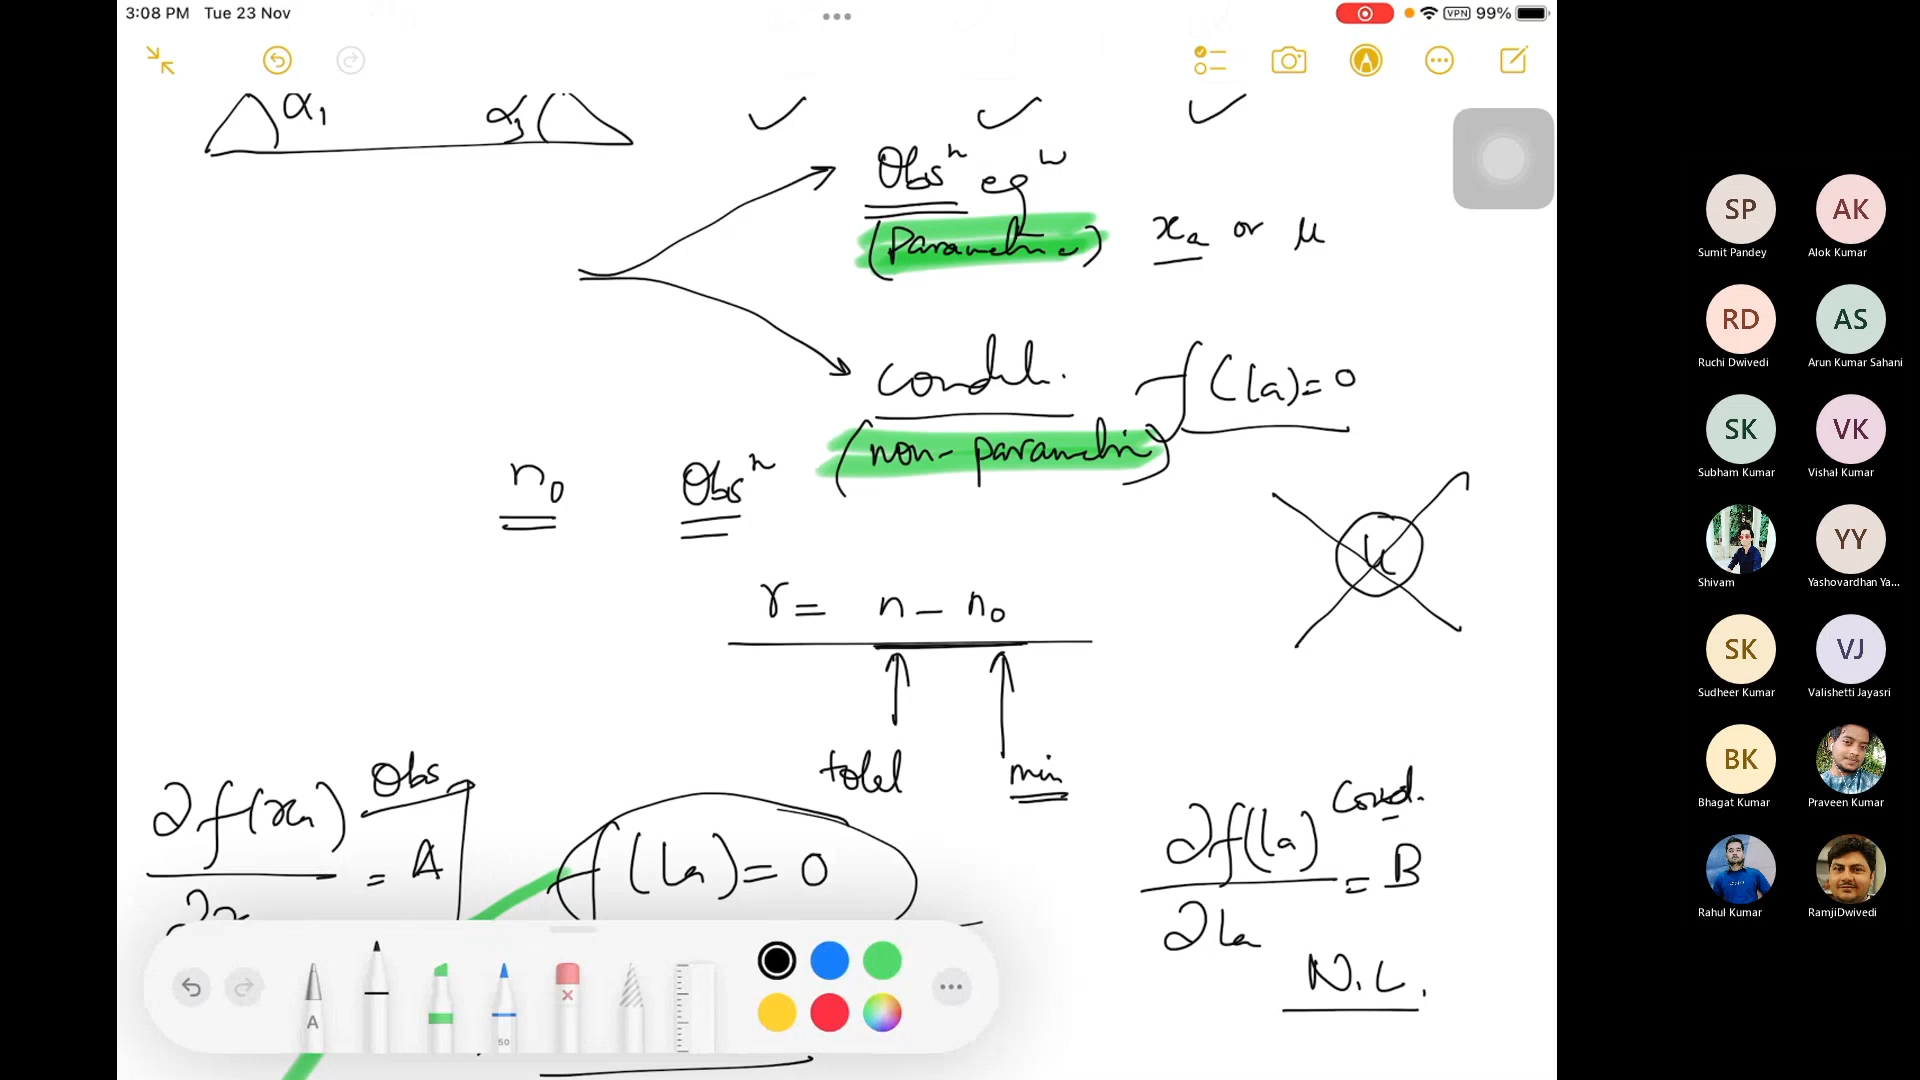 3:08 PM Tue 23 Nov
VPN 99%
α₁ α₃
Obsⁿ eqⁿ
(Parametric) xₐ or μ
condit. f(la)=0
(non-parametric)
n₀ Obsⁿ
u
r = n - n₀
total min
∂f(xa) Obs
= A
∂x
f(La)=0
∂f(la) Cond.
= B
∂La
N.L.
A
50
SP AK
Sumit Pandey Alok Kumar
RD AS
Ruchi Dwivedi Arun Kumar Sahani
SK VK
Subham Kumar Vishal Kumar
YY
Shivam Yashovardhan Ya...
SK VJ
Sudheer Kumar Valishetti Jayasri
BK
Bhagat Kumar Praveen Kumar
Rahul Kumar RamjiDwivedi